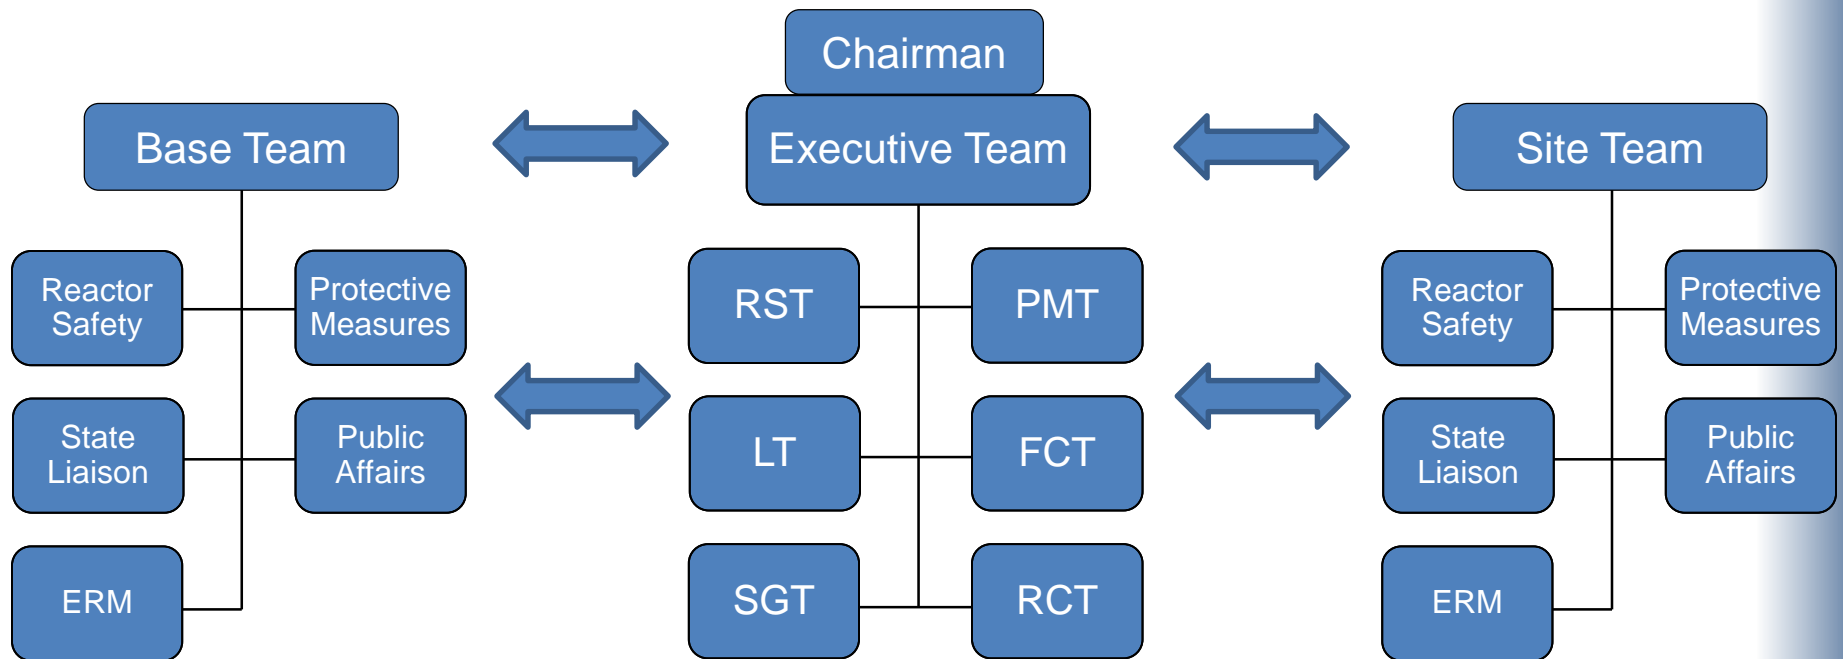 Chairman
Base Team
Executive Team
Site Team
Reactor
Safety
Protective
Measures
RST
PMT
Reactor
Safety
Protective
Measures
State
Liaison
Public
Affairs
LT
FCT
State
Liaison
Public
Affairs
ERM
SGT
RCT
ERM